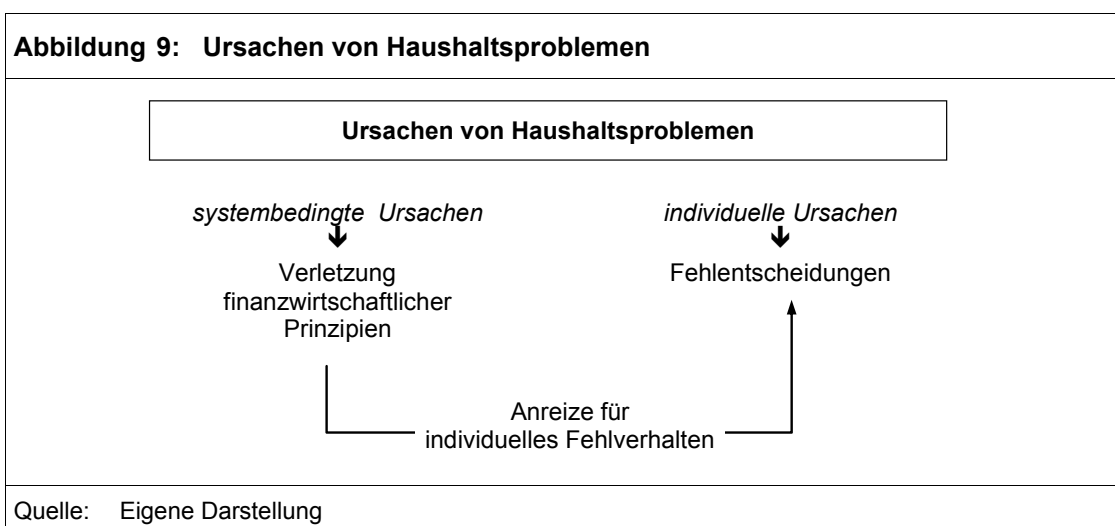 Abbildung 9: Ursachen von Haushaltsproblemen
Ursachen von Haushaltsproblemen
systembedingte Ursachen
Verletzung
finanzwirtschaftlicher
Prinzipien
individuelle Ursachen
Fehlentscheidungen
Anreize für
individuelles Fehlverhalten
Quelle: Eigene Darstellung